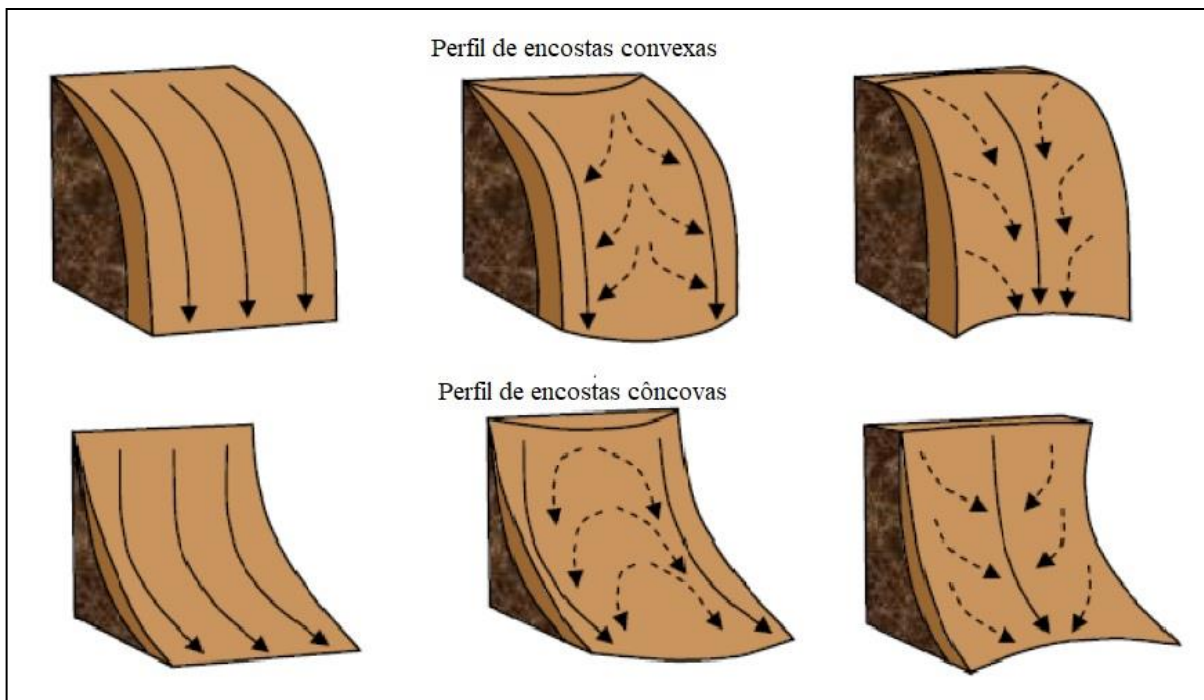 Perfil de encostas convexas
Perfil de encostas côncovas